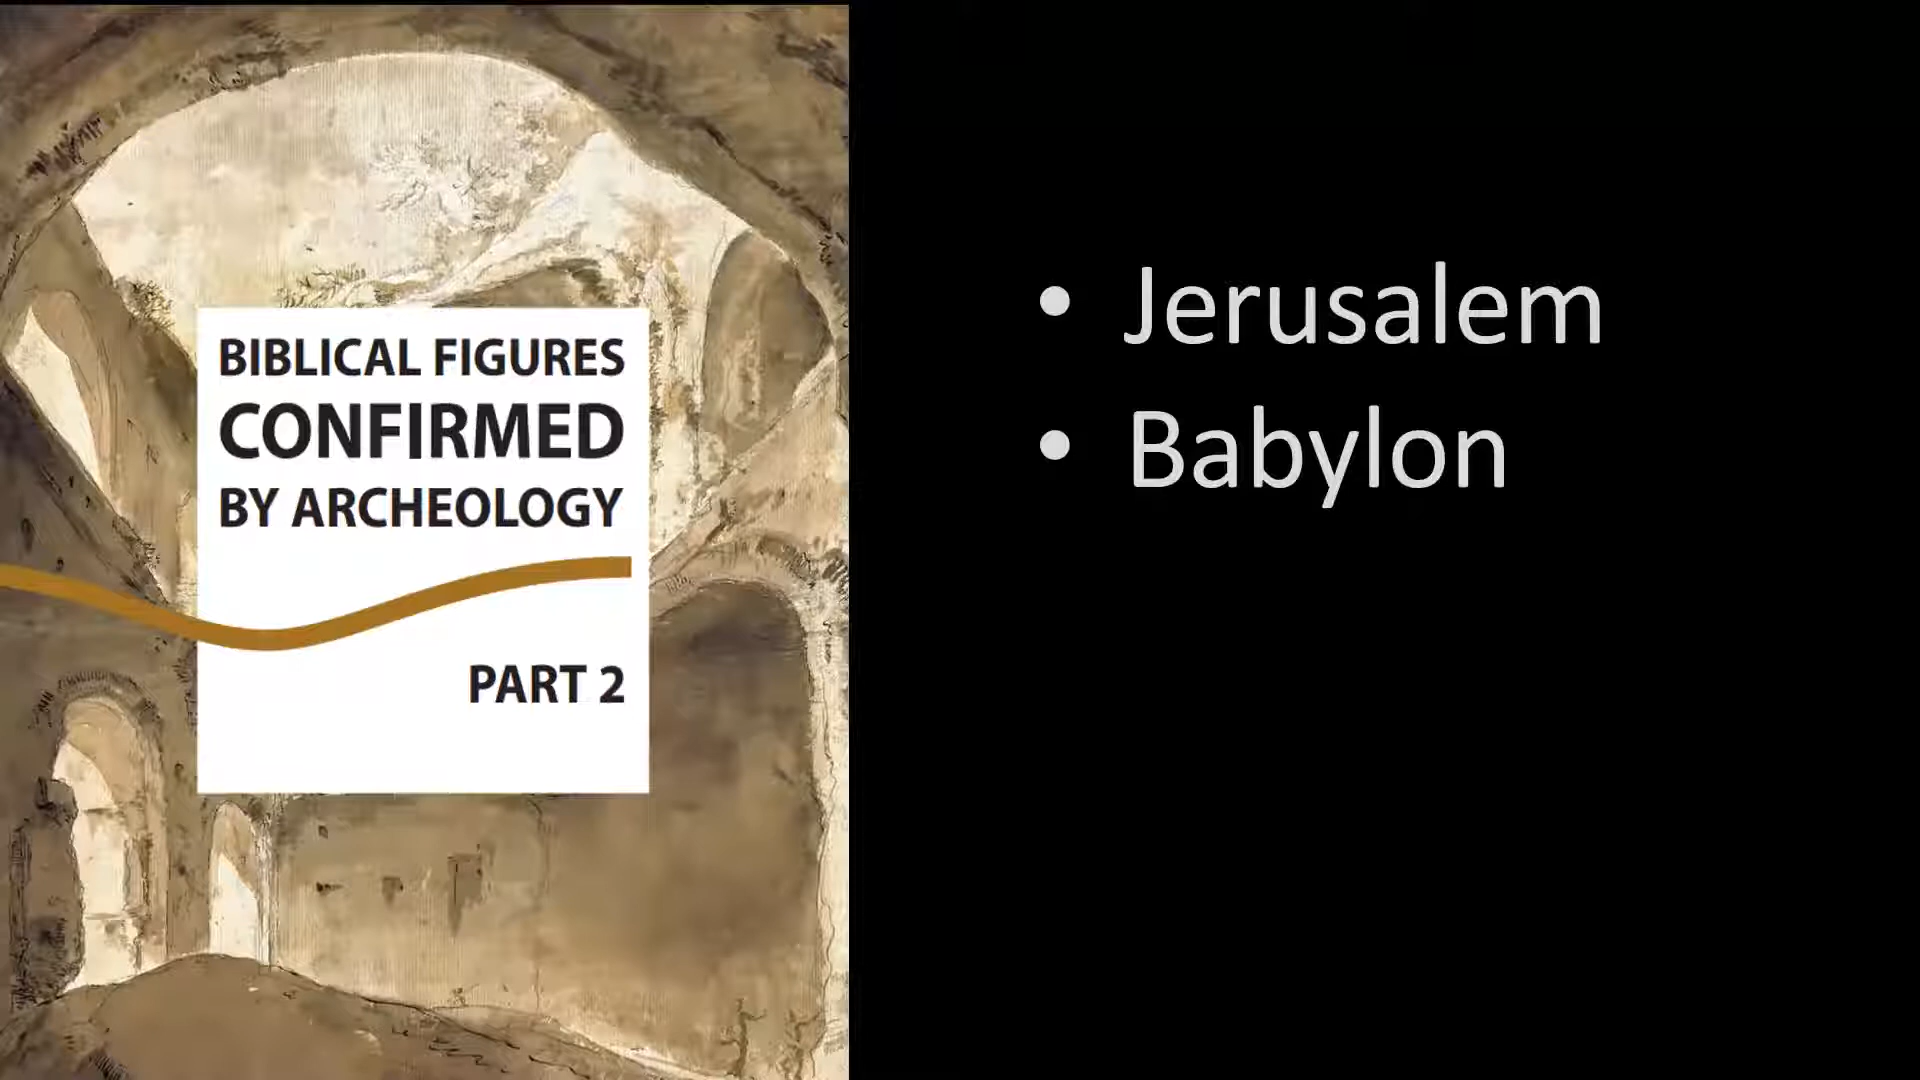 BIBLICAL FIGURES
CONFIRMED
BY ARCHEOLOGY
PART 2
• Jerusalem
• Babylon